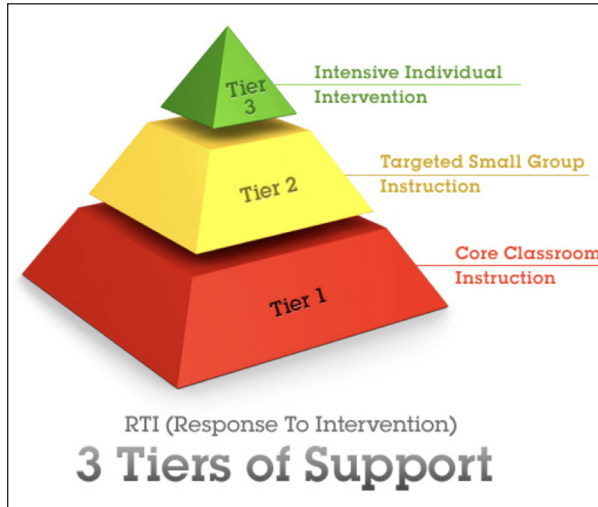 Tier
3
Intensive Individual
Intervention
Tier 2
Targeted Small Group
Instruction
Tier 1
Core Classroom
Instruction
RTI (Response To Intervention)
3 Tiers of Support